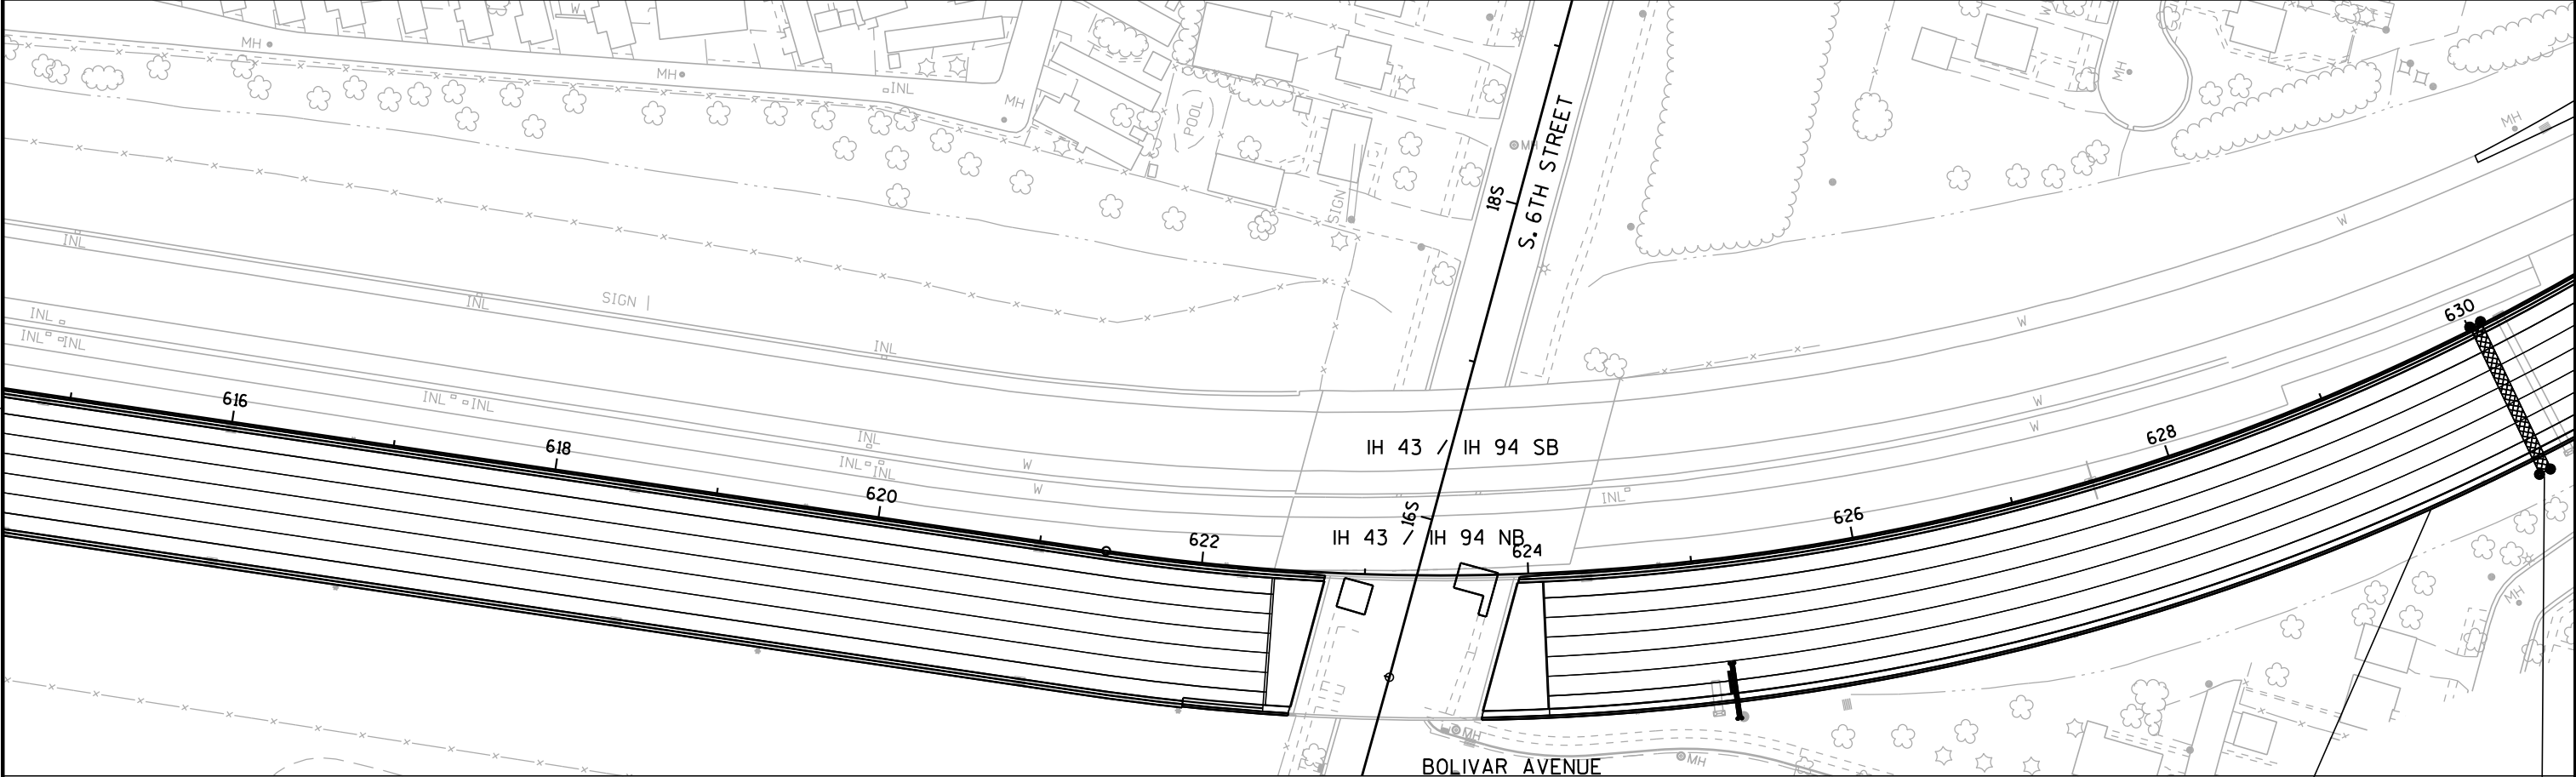 W
MH
MH
INL
MH
POOL
MH
MH
MH
S. 6TH STREET
18S
SIGN
W
INL
SIGN
INL
INL
INL
INL
INL
W
630
616
INL
INL
618
INL
INL
INL
620
W
W
IH 43 / IH 94 SB
16S
IH 43 / IH 94 NB
INL
622
624
626
W
W
628
MH
MH
MH
BOLIVAR AVENUE